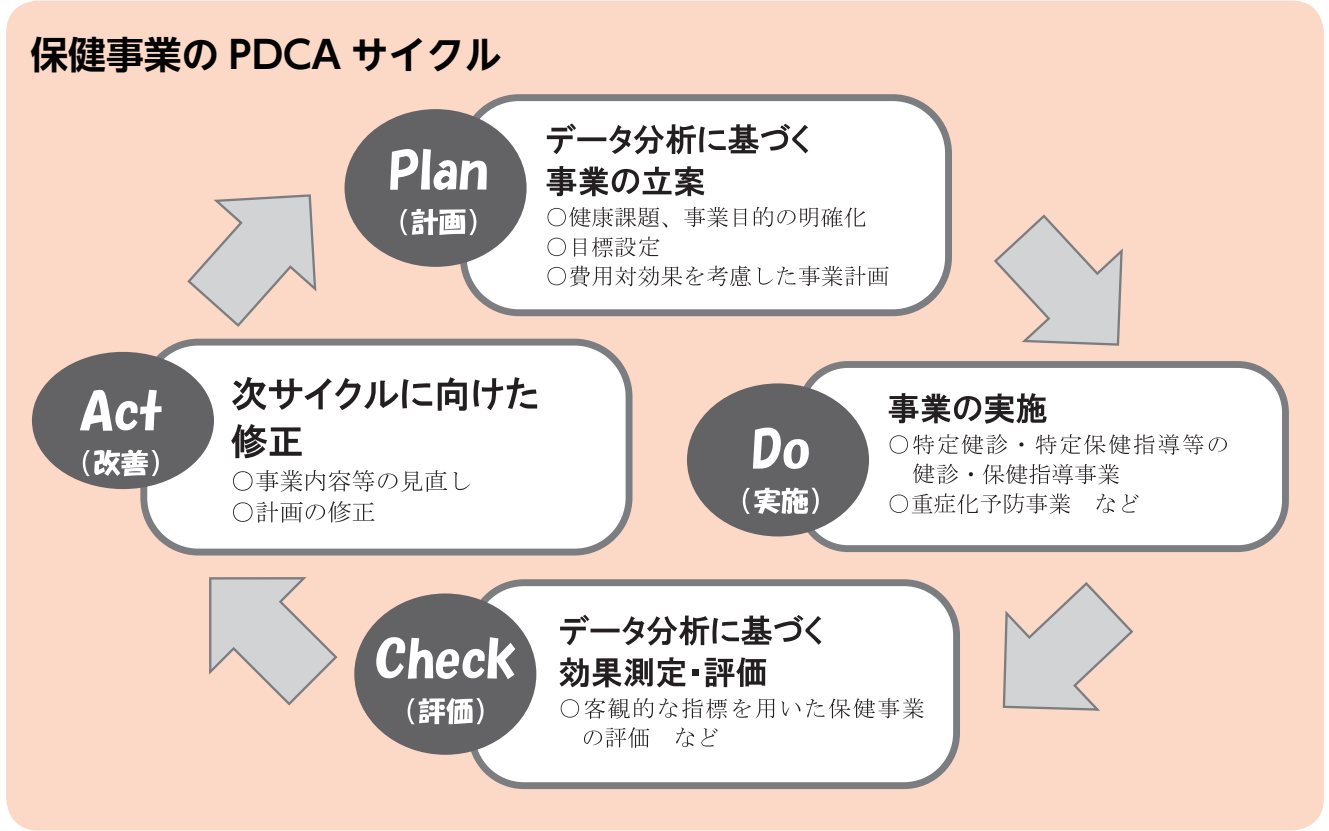 保健事業の PDCA サイクル
Plan
（計画）
データ分析に基づく
事業の立案
○健康課題、事業目的の明確化
○目標設定
○費用対効果を考慮した事業計画
Do
（実施）
事業の実施
○特定健診・特定保健指導等の
健診・保健指導事業
○重症化予防事業　など
Check
（評価）
データ分析に基づく
効果測定・評価
○客観的な指標を用いた保健事業
の評価　など
Act
（改善）
次サイクルに向けた
修正
○事業内容等の見直し
○計画の修正